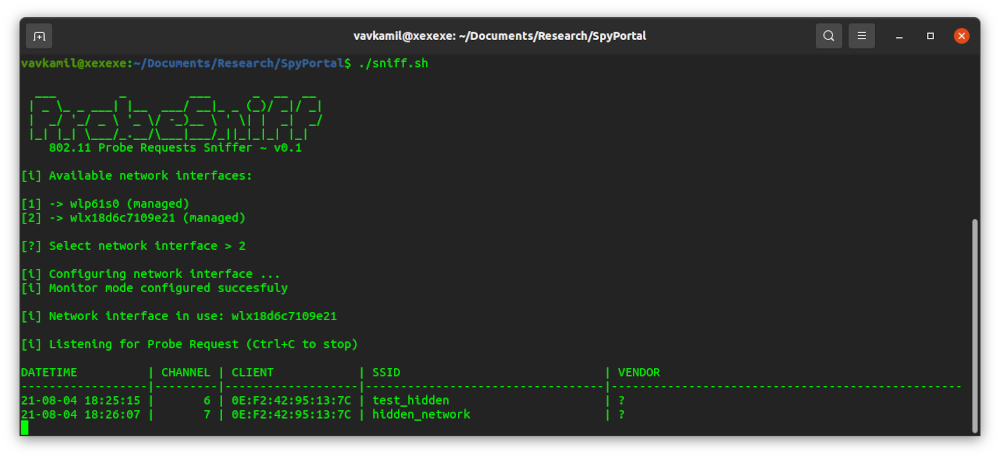 vavkamil@xexexe: ~/Documents/Research/SpyPortal
vavkamil@xexexe:~/Documents/Research/SpyPortal$ ./sniff.sh
ProbeSniff
802.11 Probe Requests Sniffer ~ v0.1
[i] Available network interfaces:
[1] -> wlp61s0 (managed)
[2] -> wlx18d6c7109e21 (managed)
[?] Select network interface > 2
[i] Configuring network interface ...
[i] Monitor mode configured succesfuly
[i] Network interface in use: wlx18d6c7109e21
[i] Listening for Probe Request (Ctrl+C to stop)
DATETIME | CHANNEL | CLIENT | SSID | VENDOR
21-08-04 18:25:15 | 6 | 0E:F2:42:95:13:7C | test_hidden | ?
21-08-04 18:26:07 | 7 | 0E:F2:42:95:13:7C | hidden_network | ?